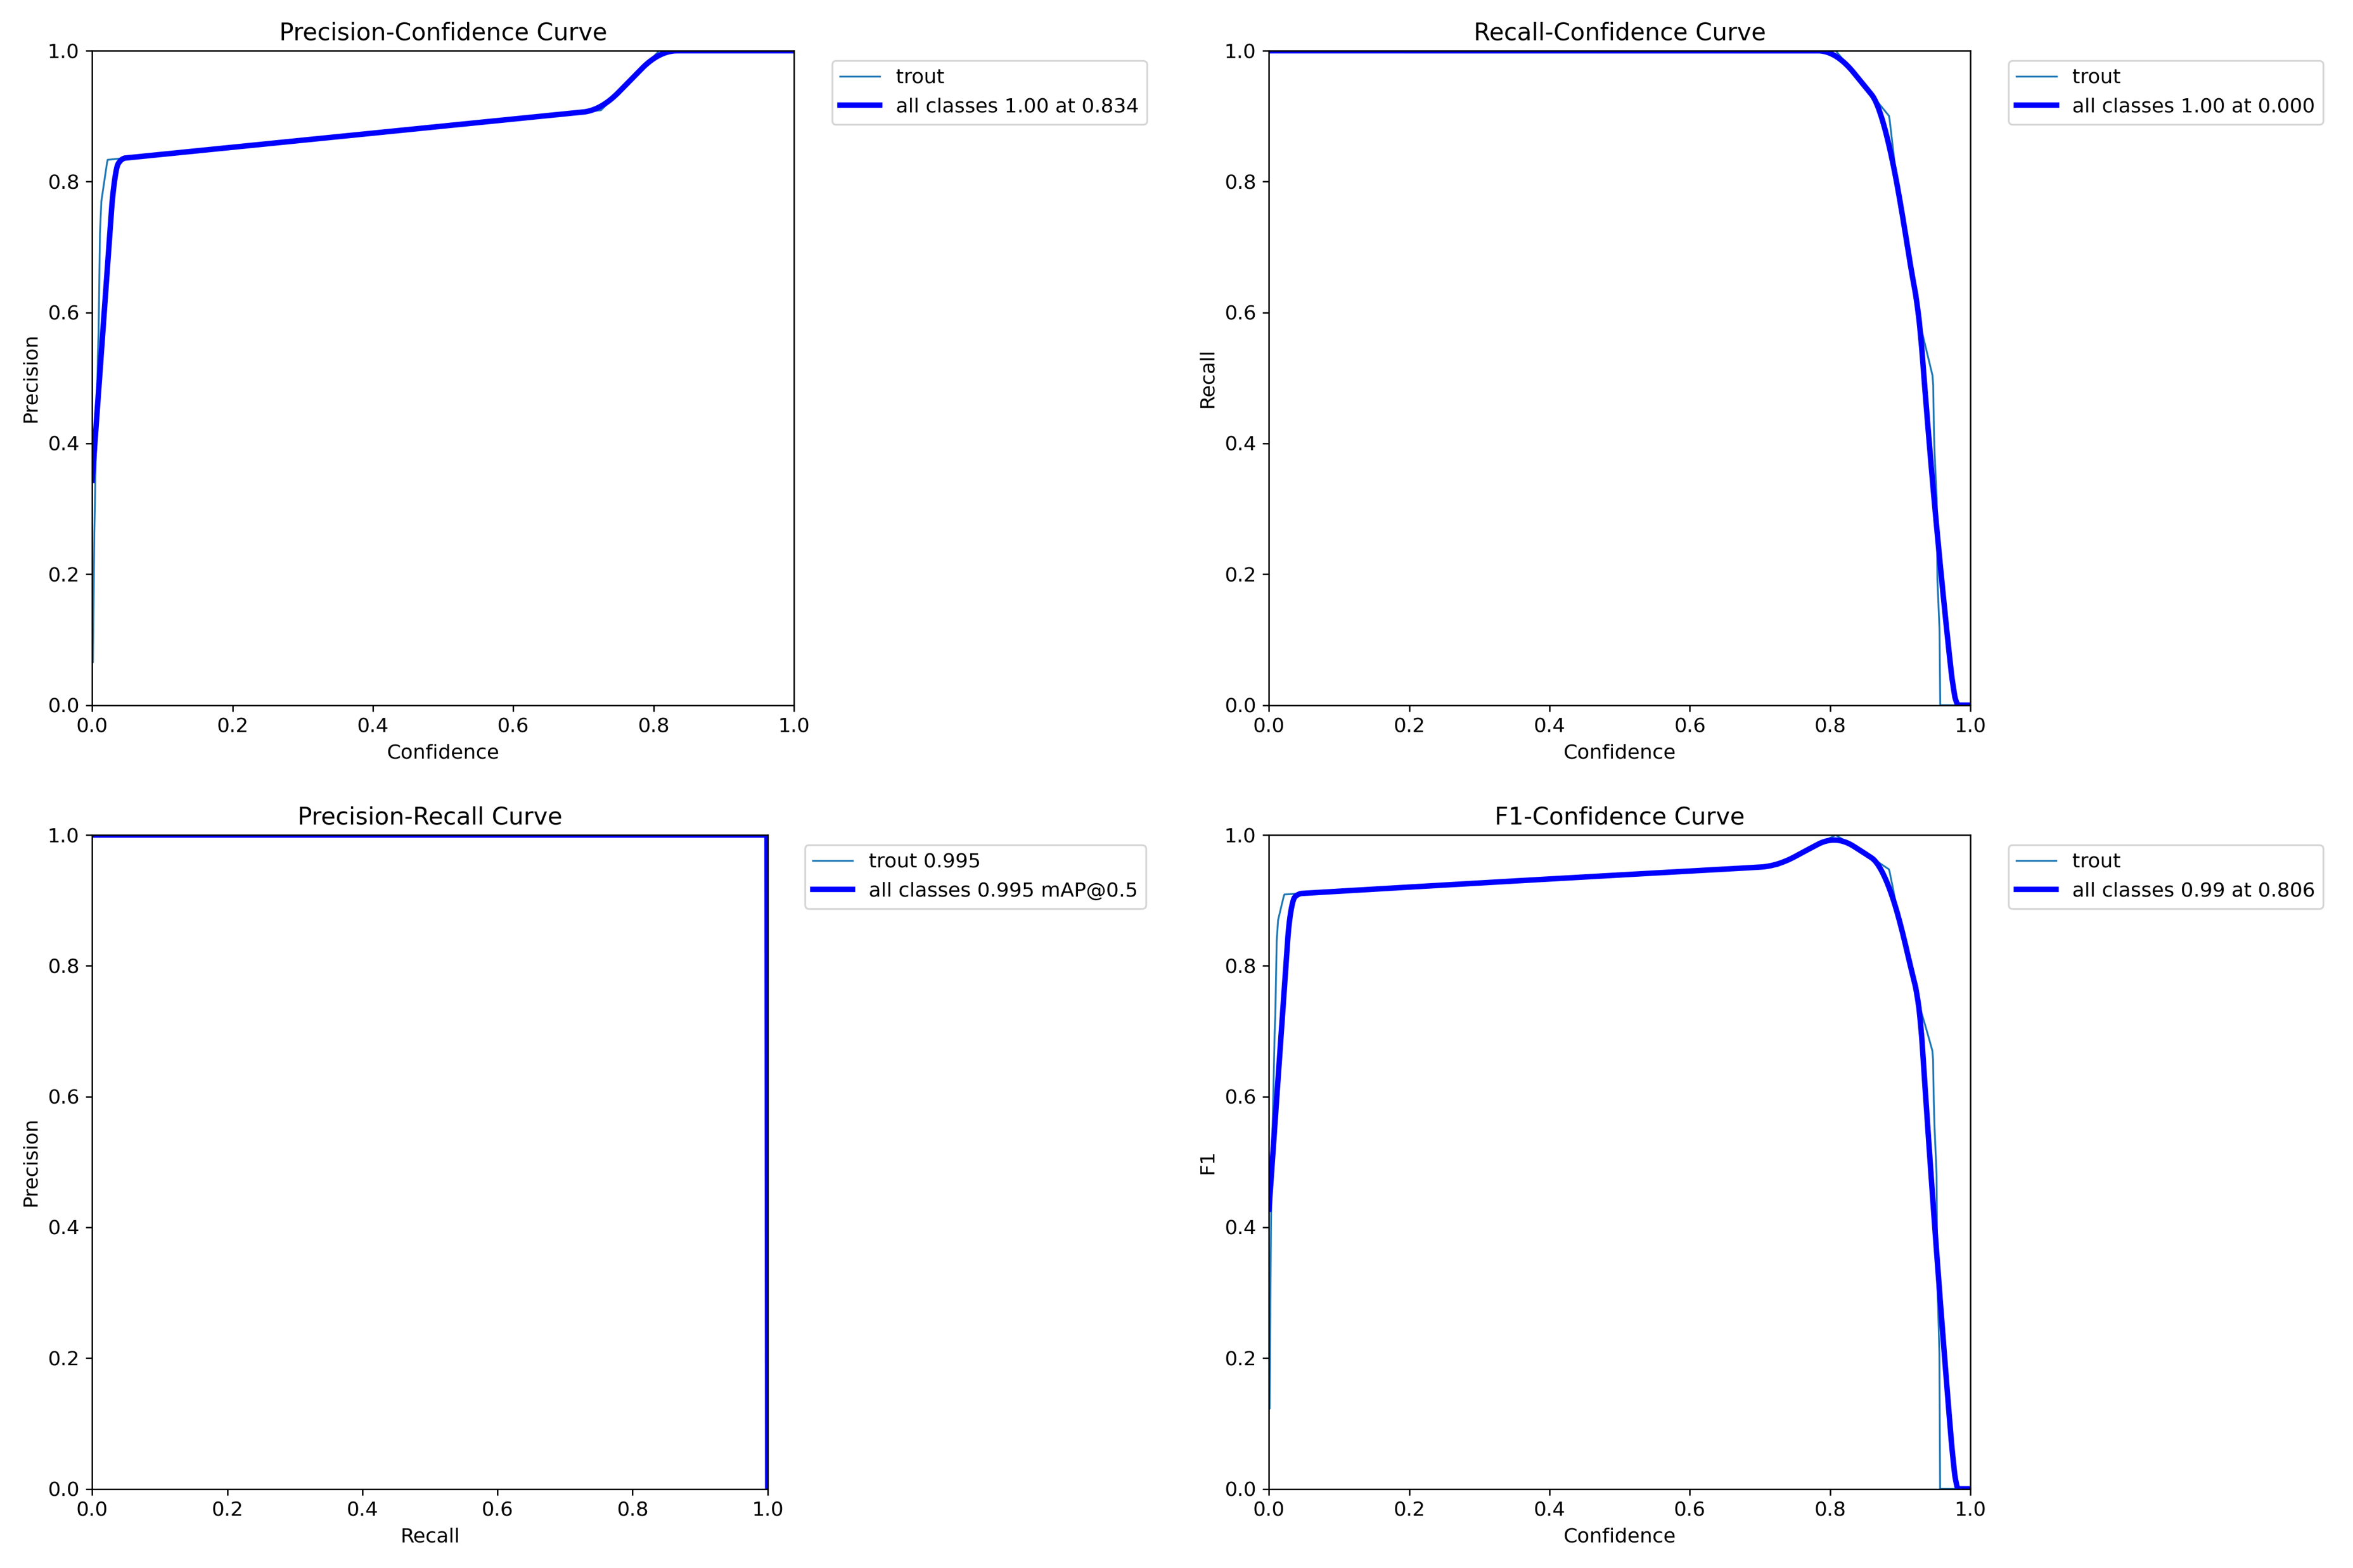 Precision-Confidence Curve
1.0
0.8
0.6
0.4
0.2
0.0
Precision
0.0 0.2 0.4 0.6 0.8 1.0
Confidence
trout
all classes 1.00 at 0.834
Recall-Confidence Curve
1.0
0.8
0.6
0.4
0.2
0.0
Recall
0.0 0.2 0.4 0.6 0.8 1.0
Confidence
trout
all classes 1.00 at 0.000
Precision-Recall Curve
1.0
0.8
0.6
0.4
0.2
0.0
Precision
0.0 0.2 0.4 0.6 0.8 1.0
Recall
trout 0.995
all classes 0.995 mAP@0.5
F1-Confidence Curve
1.0
0.8
0.6
0.4
0.2
0.0
F1
0.0 0.2 0.4 0.6 0.8 1.0
Confidence
trout
all classes 0.99 at 0.806